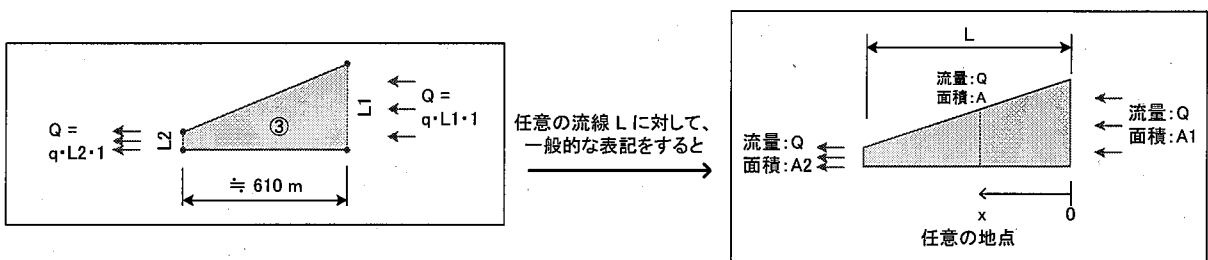 Q =
q・L2・1
L2
③
L1
Q =
q・L1・1
≒ 610 m
任意の流線 L に対して、
一般的な表記をすると
L
流量:Q
面積:A
流量:Q
面積:A2
流量:Q
面積:A1
x
0
任意の地点